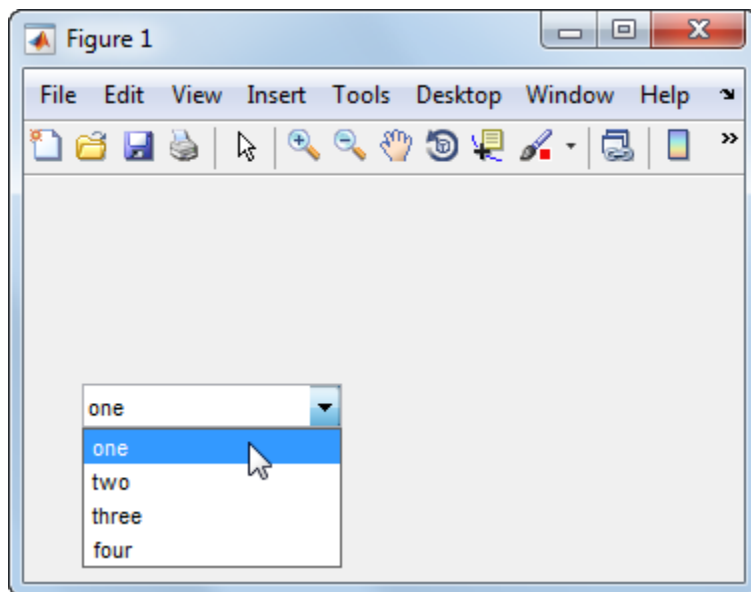 Figure 1
File Edit View Insert Tools Desktop Window Help
one
one
two
three
four